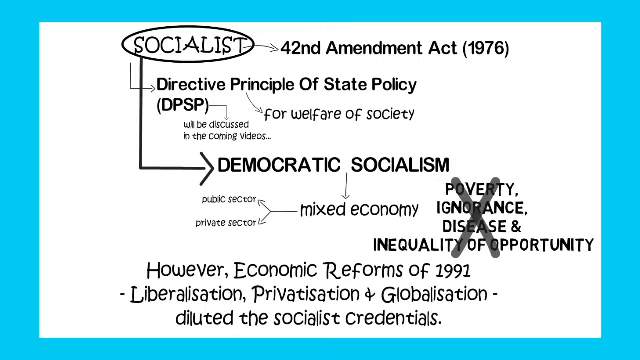 SOCIALIST
42nd Amendment Act (1976)
Directive Principle Of State Policy
(DPSP)
for welfare of society
will be discussed
in the coming videos...
DEMOCRATIC SOCIALISM
public sector
private sector
mixed economy
POVERTY,
IGNORANCE,
DISEASE &
INEQUALITY OF OPPORTUNITY
However, Economic Reforms of 1991
- Liberalisation, Privatisation & Globalisation -
diluted the socialist credentials.